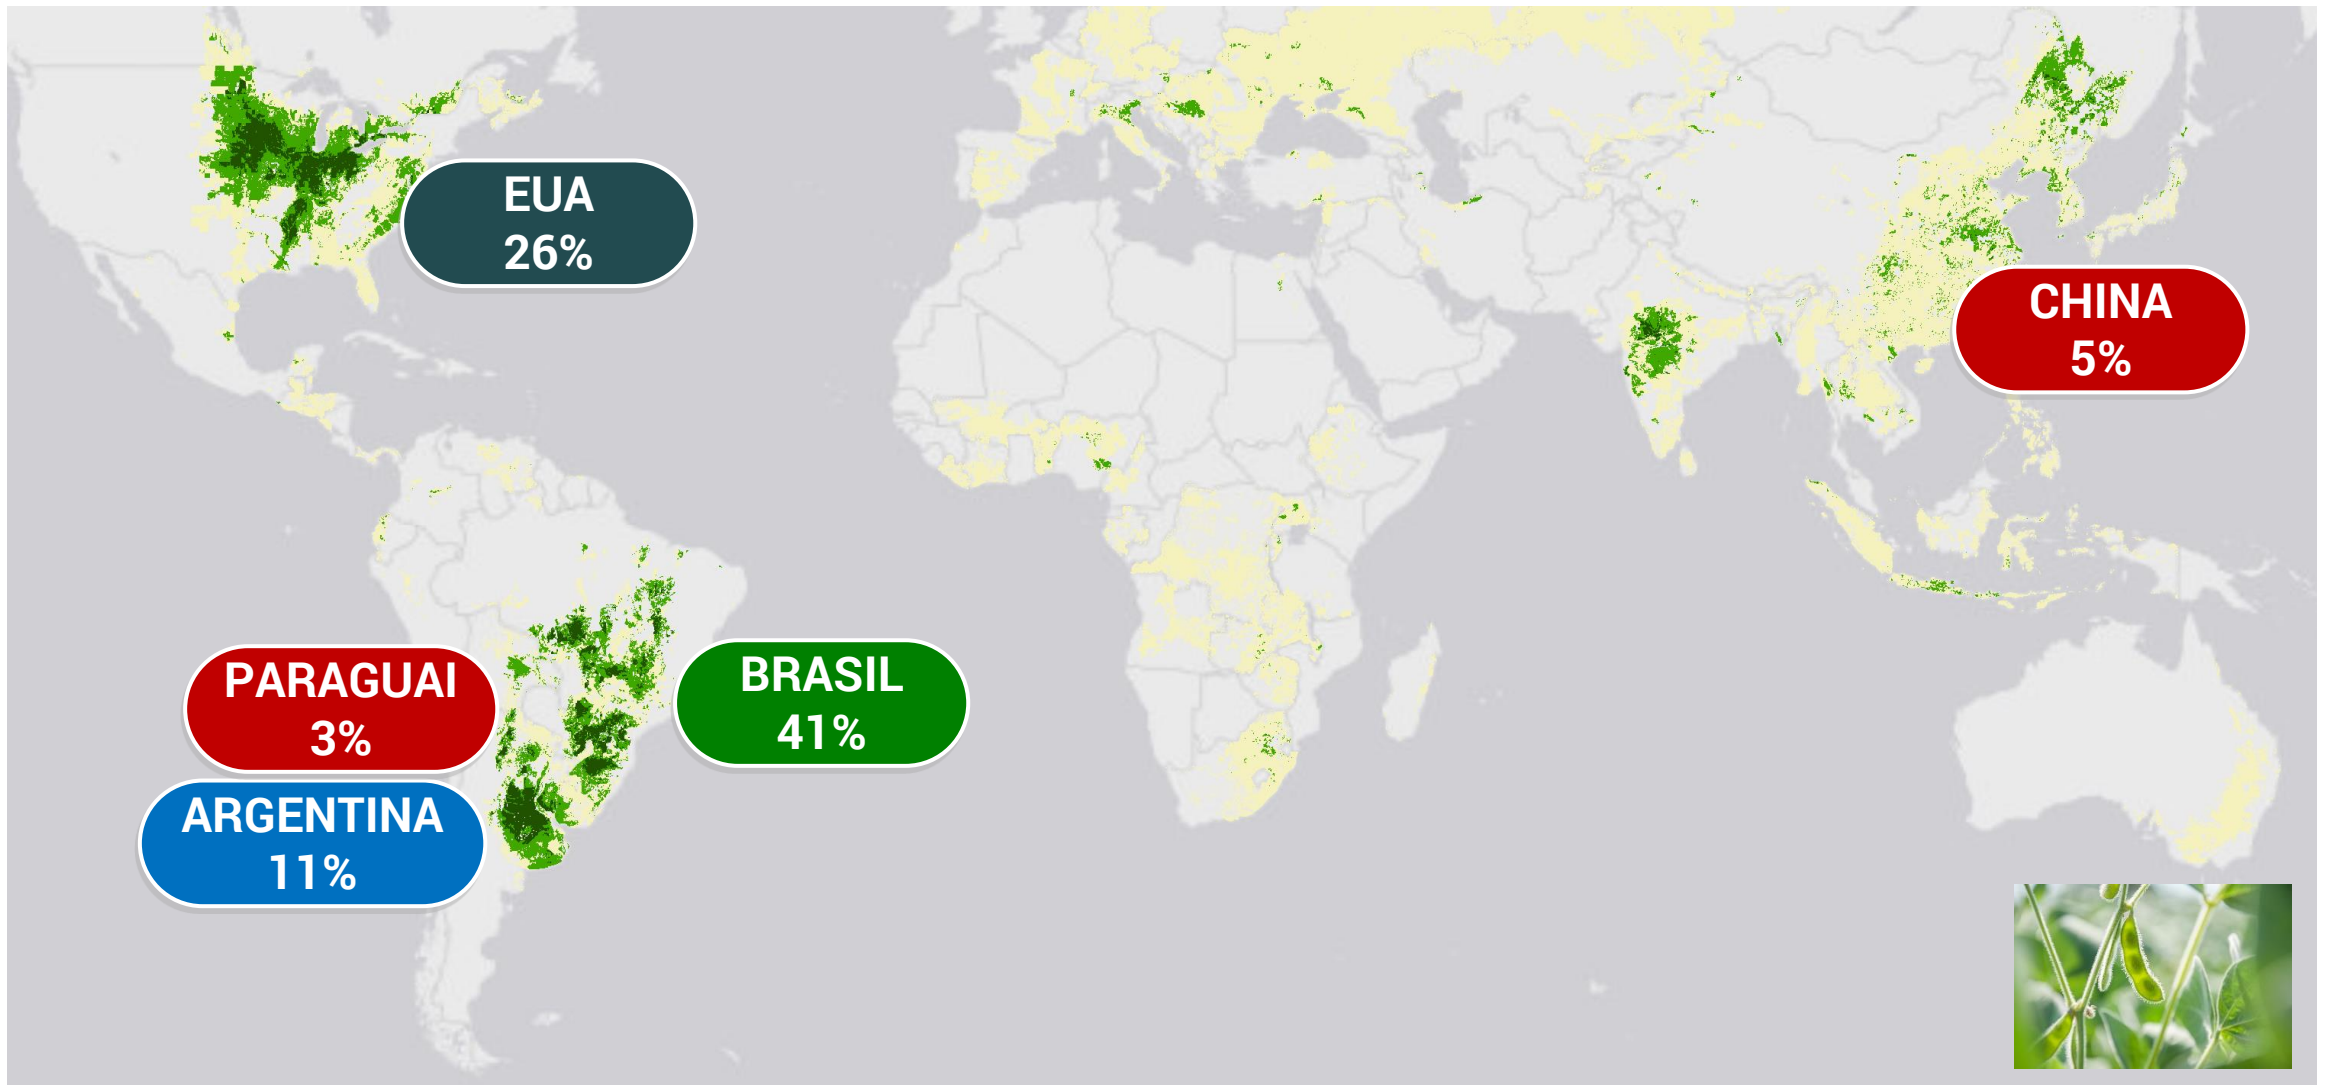 EUA
26%
CHINA
5%
PARAGUAI
3%
BRASIL
41%
ARGENTINA
11%